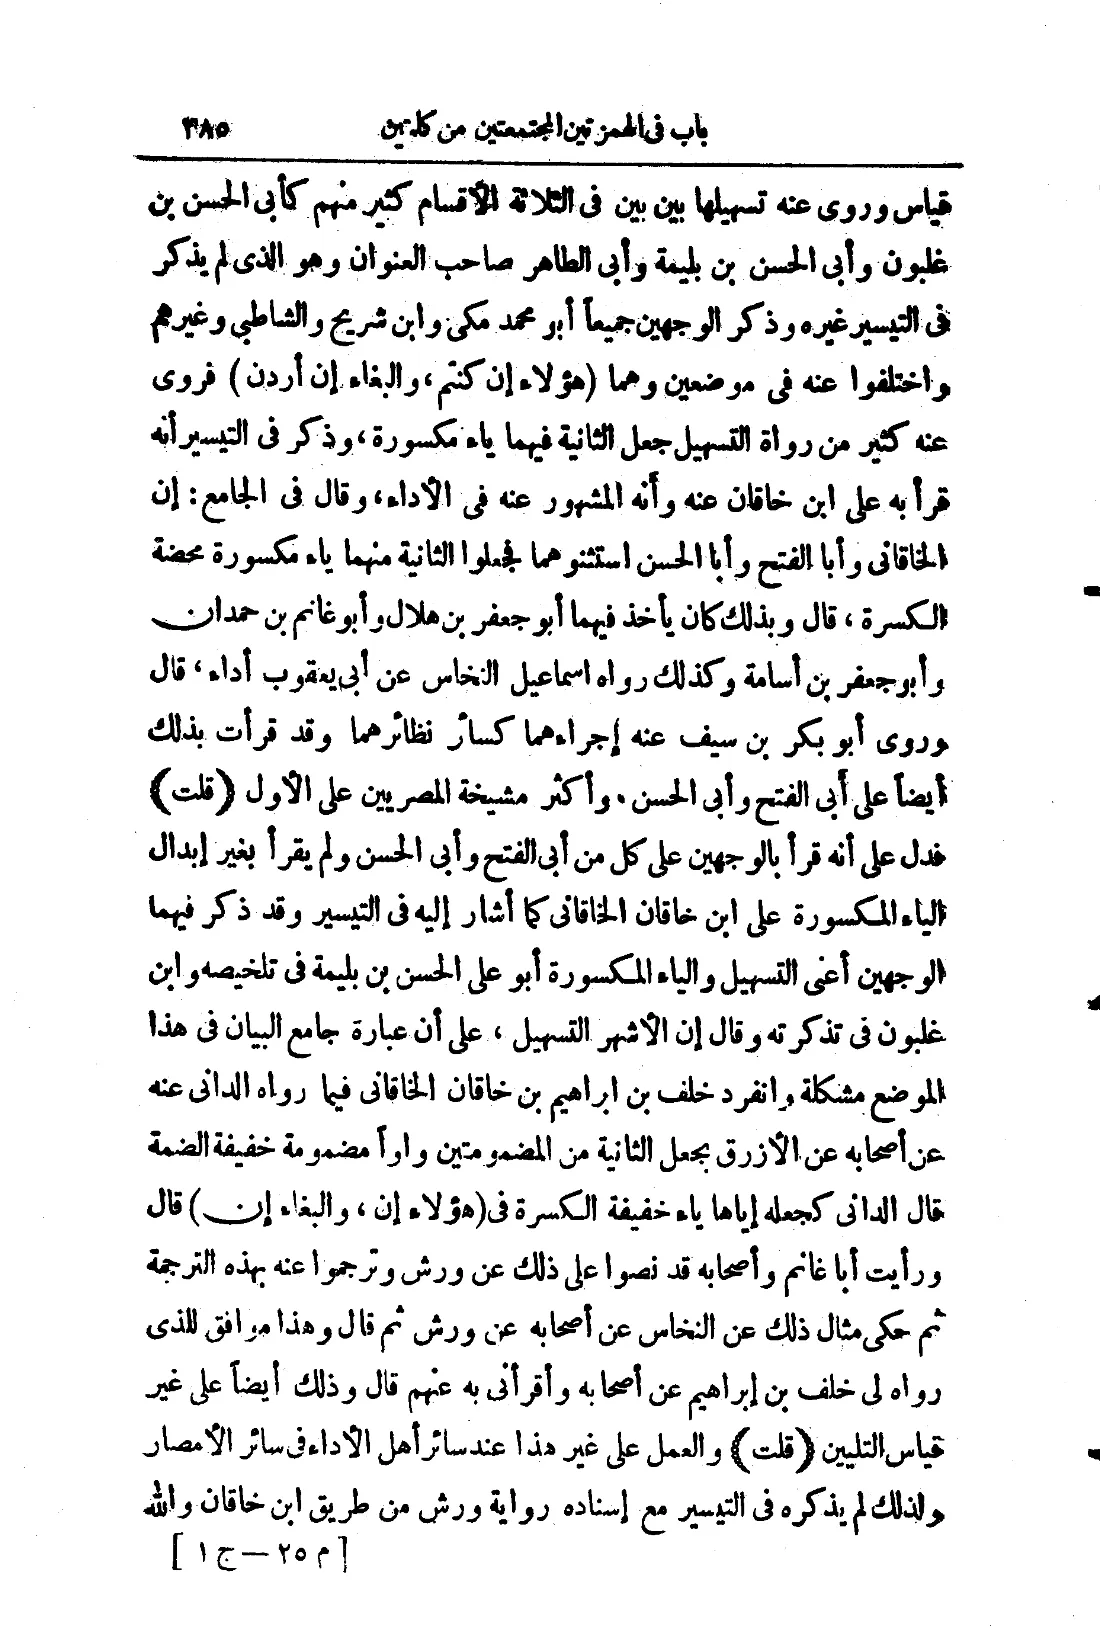 باب فى الهمزتين المجتمعتين من كلمتين ٣٨٥
قياس وروى عنه تسهيلها بين بين فى الثلاثة الأقسام كثير منهم كأبى الحسن بن
غلبون وأبى الحسن بن بليمة وأبى الطاهر صاحب العنوان وهو الذى لم يذكر
فى التيسير غيره وذكر الوجهين جميعاً أبو محمد مكى وابن شريح والشاطبى وغيرهم
واختلفوا عنه فى موضعين وهما (هؤلاء إن كنتم، والبغاء إن أردن) فروى
عنه كثير من رواة التسهيل جعل الثانية فيهما ياء مكسورة، وذكر فى التيسير أنه
قرأ به على ابن خاقان عنه وأنه المشهور عنه فى الأداء، وقال فى الجامع: إن
الخاقانى وأبا الفتح وأبا الحسن استثنوهما فجعلوا الثانية منهما ياء مكسورة محضة
الكسرة، قال وبذلك كان يأخذ فيهما أبو جعفر بن هلال وأبو غانم بن حمدان
وأبو جعفر بن أسامة وكذلك رواه اسماعيل النخاس عن أبى يعقوب أداء، قال
وروى أبو بكر بن سيف عنه إجراءهما كسائر نظائرهما وقد قرأت بذلك
أيضاً على أبى الفتح وأبى الحسن. وأكثر مشيخة المصريين على الأول (قلت)
فدل على أنه قرأ بالوجهين على كل من أبى الفتح وأبى الحسن ولم يقرأ بغير إبدال
الياء المكسورة على ابن خاقان الخاقانى كما أشار إليه فى التيسير وقد ذكر فيهما
الوجهين أعنى التسهيل والياء المكسورة أبو على الحسن بن بليمة فى تلخيصه وابن
غلبون فى تذكرته وقال إن الأشهر التسهيل، على أن عبارة جامع البيان فى هذا
الموضع مشكلة وانفرد خلف بن ابراهيم بن خاقان الخاقانى فيما رواه الدانى عنه
عن أصحابه عن الأزرق بجعل الثانية من المضمومتين واواً مضمومة خفيفة الضمة
قال الدانى كجعله إياها ياء خفيفة الكسرة فى (هؤلاء إن، والبغاء إن) قال
ورأيت أبا غانم وأصحابه قد نصوا على ذلك عن ورش وترجموا عنه بهذه الترجمة
ثم حكى مثال ذلك عن النخاس عن أصحابه عن ورش ثم قال وهذا موافق للذى
رواه لى خلف بن إبراهيم عن أصحابه وأقرأنى به عنهم قال وذلك أيضاً على غير
قياس التليين (قلت) والعمل على غير هذا عند سائر أهل الأداء فى سائر الأمصار
ولذلك لم يذكره فى التيسير مع إسناده رواية ورش من طريق ابن خاقان والله
[م ٢٥ — ج ١]